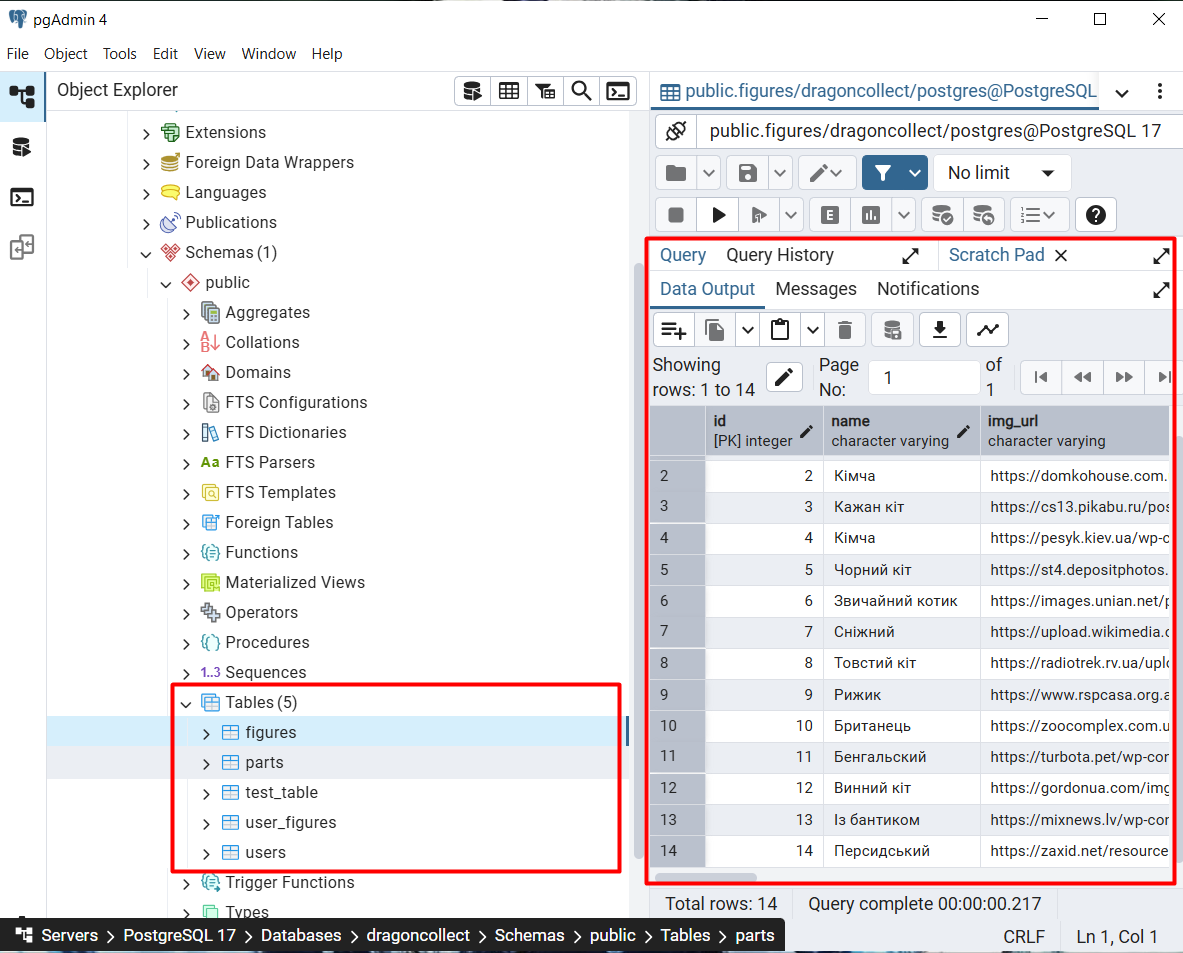 pgAdmin 4
File Object Tools Edit View Window Help
Object Explorer
Extensions
Foreign Data Wrappers
Languages
Publications
Schemas (1)
public
Aggregates
Collations
Domains
FTS Configurations
FTS Dictionaries
Aa FTS Parsers
FTS Templates
Foreign Tables
Functions
Materialized Views
Operators
Procedures
1..3 Sequences
Tables (5)
figures
parts
test_table
user_figures
users
Trigger Functions
Types
public.figures/dragoncollect/postgres@PostgreSQL
public.figures/dragoncollect/postgres@PostgreSQL 17
No limit
E
Query Query History Scratch Pad
Data Output Messages Notifications
Showing rows: 1 to 14 Page No: 1 of 1
id name img_url
[PK] integer character varying character varying
2 2 Кімча https://domkohouse.com.
3 3 Кажан кіт https://cs13.pikabu.ru/pos
4 4 Кімча https://pesyk.kiev.ua/wp-c
5 5 Чорний кіт https://st4.depositphotos.
6 6 Звичайний котик https://images.unian.net/p
7 7 Сніжний https://upload.wikimedia.o
8 8 Товстий кіт https://radiotrek.rv.ua/uplo
9 9 Рижик https://www.rspcasa.org.a
10 10 Британець https://zoocomplex.com.u
11 11 Бенгальский https://turbota.pet/wp-con
12 12 Винний кіт https://gordonua.com/img
13 13 Із бантиком https://mixnews.lv/wp-con
14 14 Персидський https://zaxid.net/resource
Total rows: 14 Query complete 00:00:00.217
Servers > PostgreSQL 17 > Databases > dragoncollect > Schemas > public > Tables > parts
CRLF Ln 1, Col 1